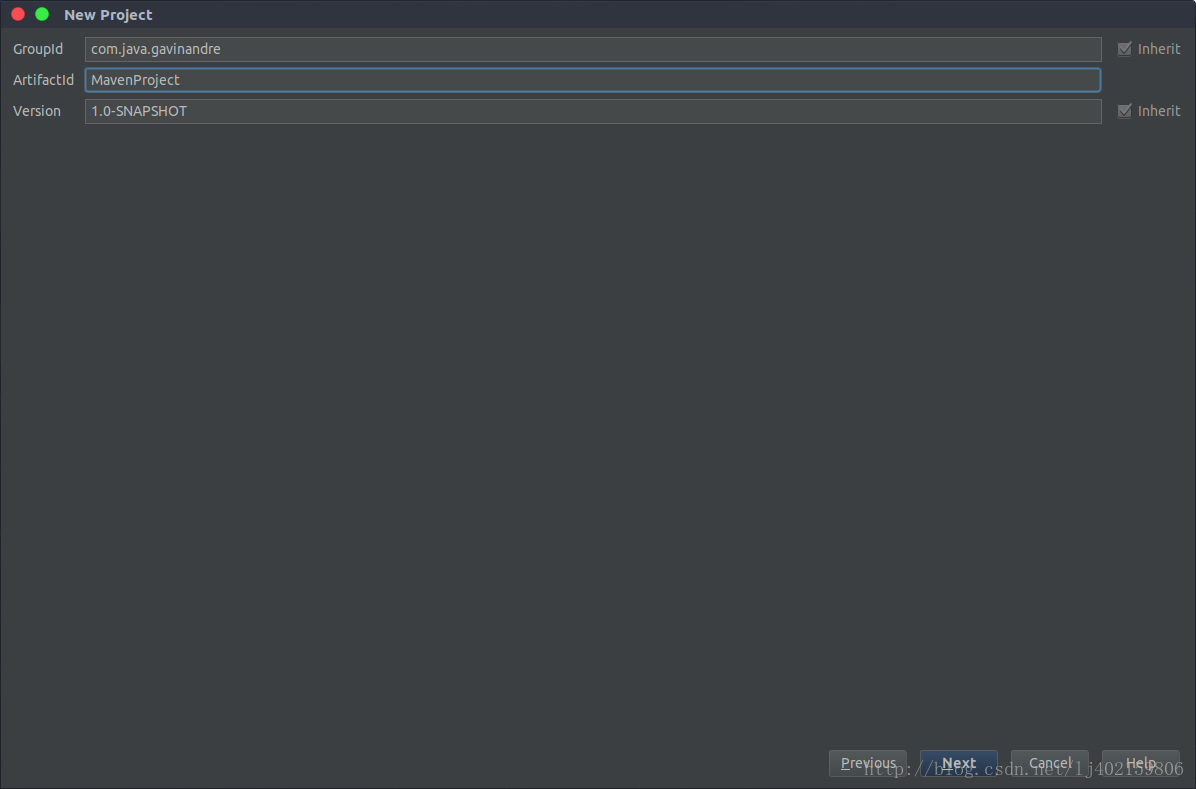 New Project
GroupId com.java.gavinandre Inherit
ArtifactId MavenProject
Version 1.0-SNAPSHOT Inherit
Previous Next Cancel Help
http://blog.csdn.net/lj402159806